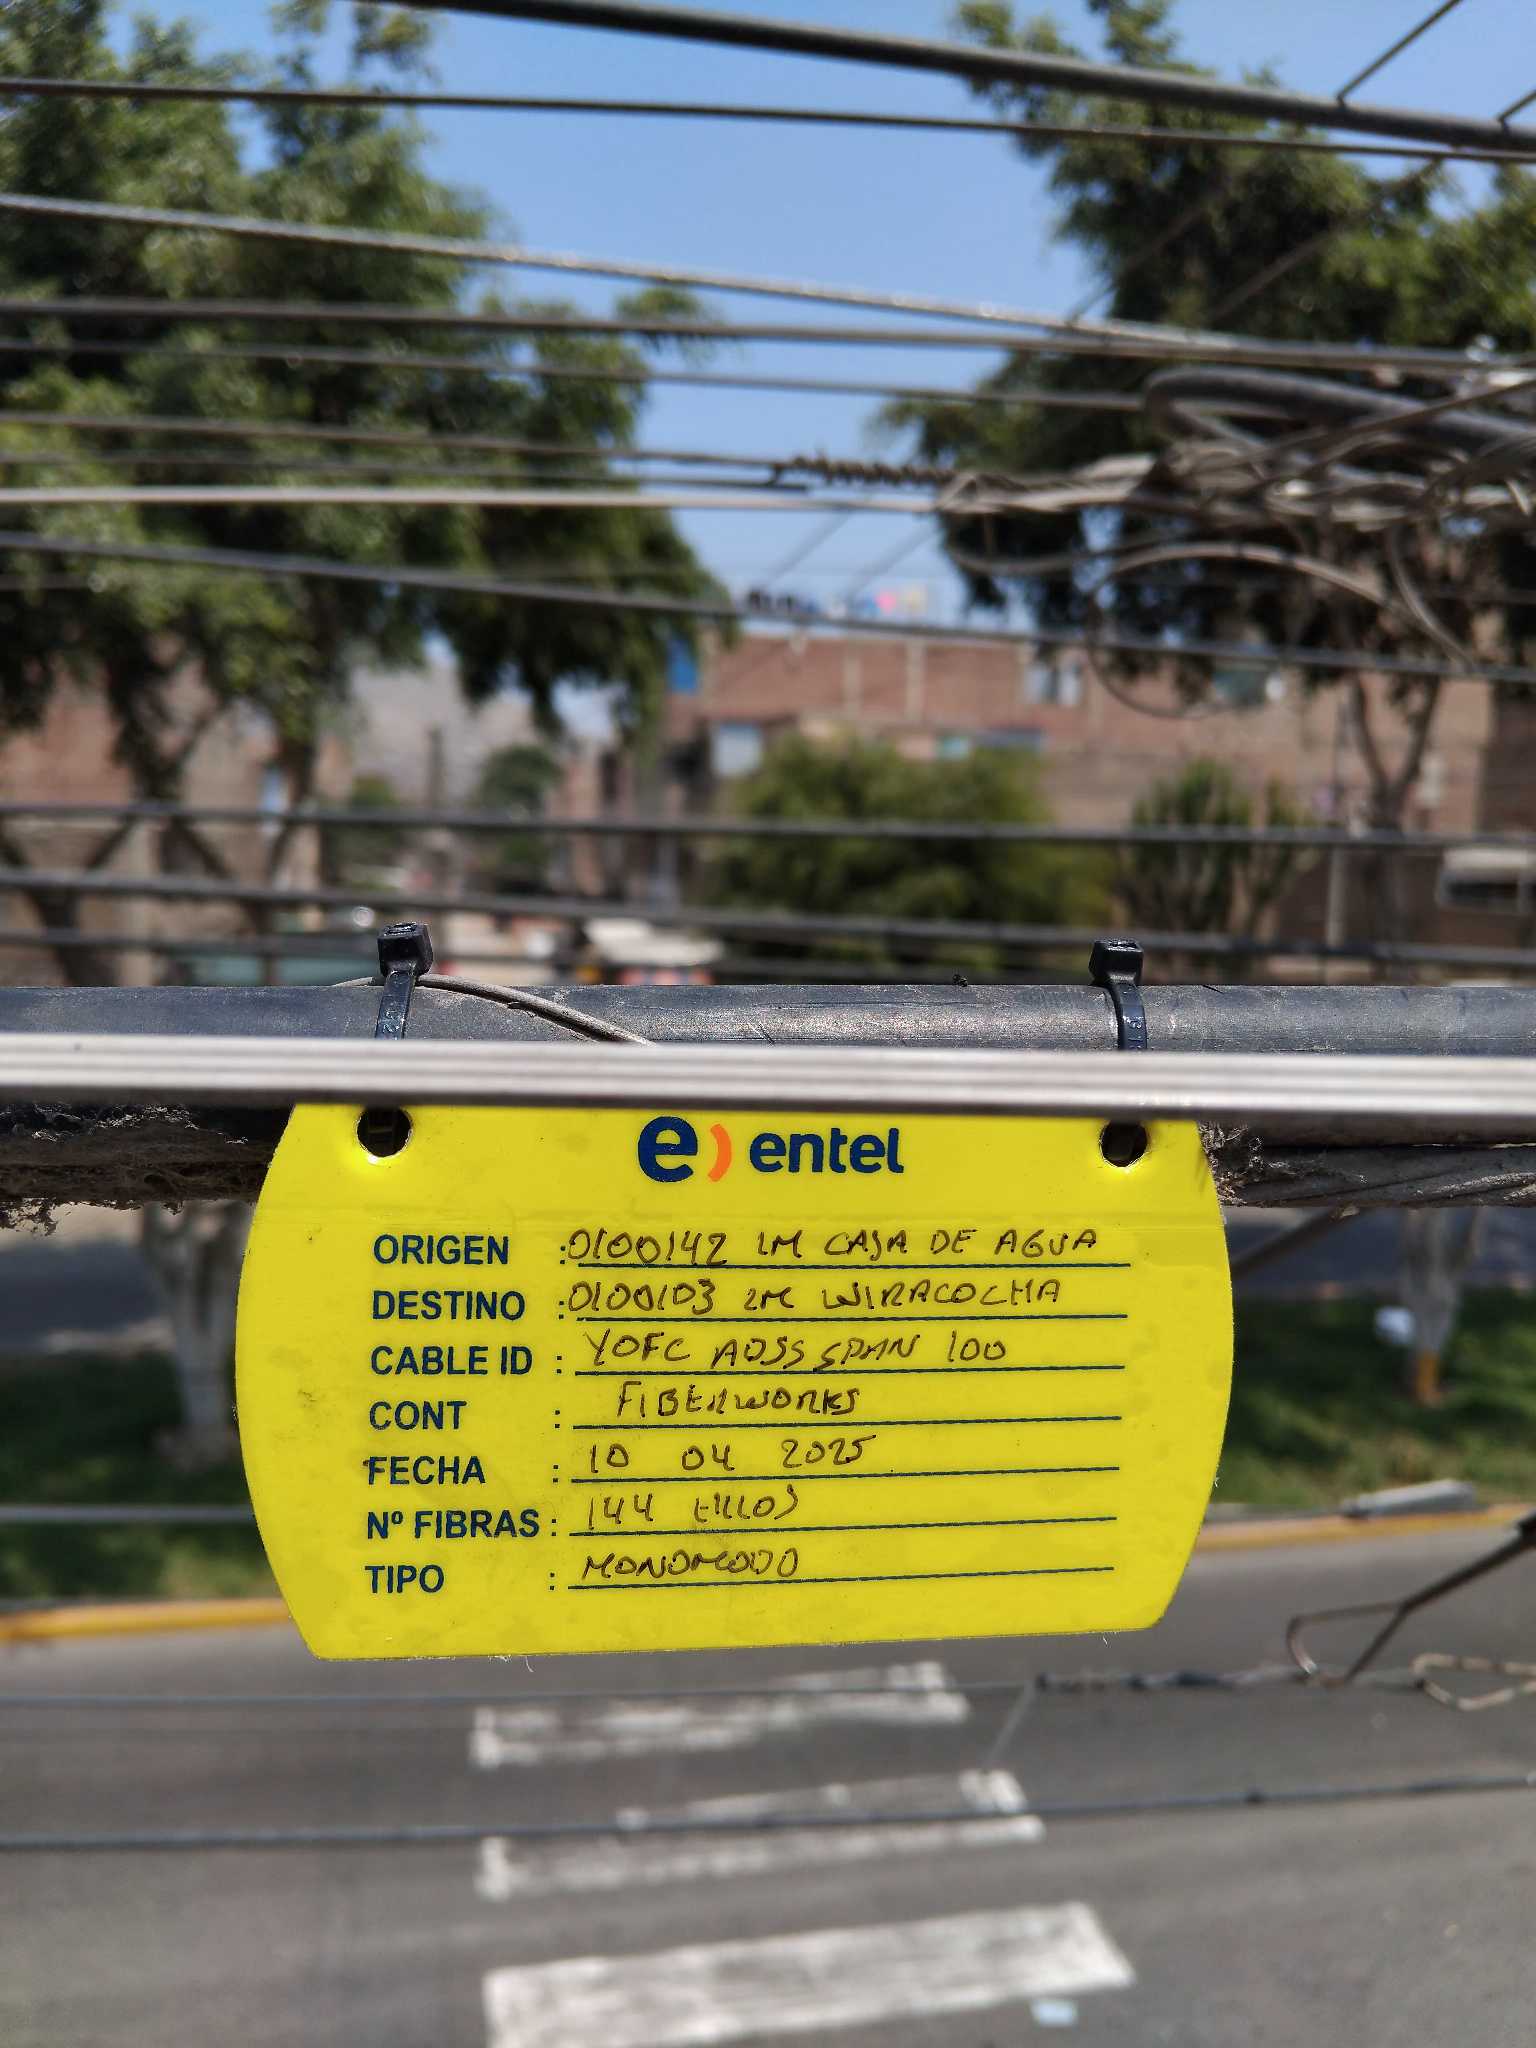 e) entel
ORIGEN : 0100142 LM CASA DE AGUA
DESTINO : 0100103 LM WIRACOCHA
CABLE ID : YOFC ADSS SPAN 100
CONT : FIBERWORKS
FECHA : 10 04 2025
Nº FIBRAS : 144 HILOS
TIPO : MONOMODO